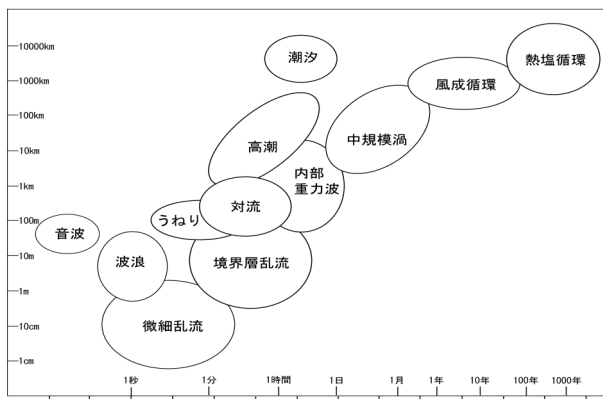 10000km
1000km
100km
10km
1km
100m
10m
1m
10cm
1cm
潮汐
熱塩循環
風成循環
高潮
中規模渦
内部
重力波
うねり
対流
音波
波浪
境界層乱流
微細乱流
1秒
1分
1時間
1日
1月
1年
10年
100年
1000年